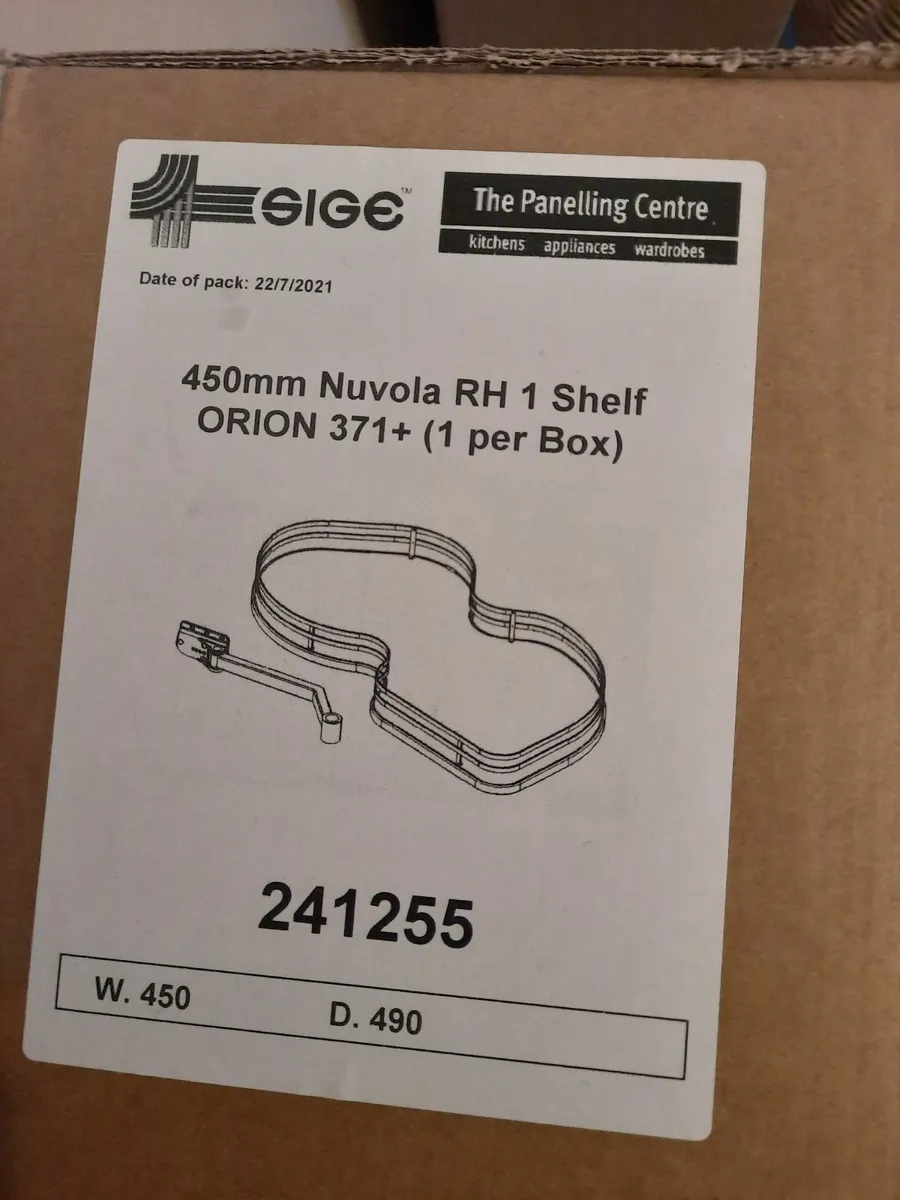 SIGE™
The Panelling Centre
kitchens appliances wardrobes
Date of pack: 22/7/2021
450mm Nuvola RH 1 Shelf
ORION 371+ (1 per Box)
241255
W. 450 D. 490